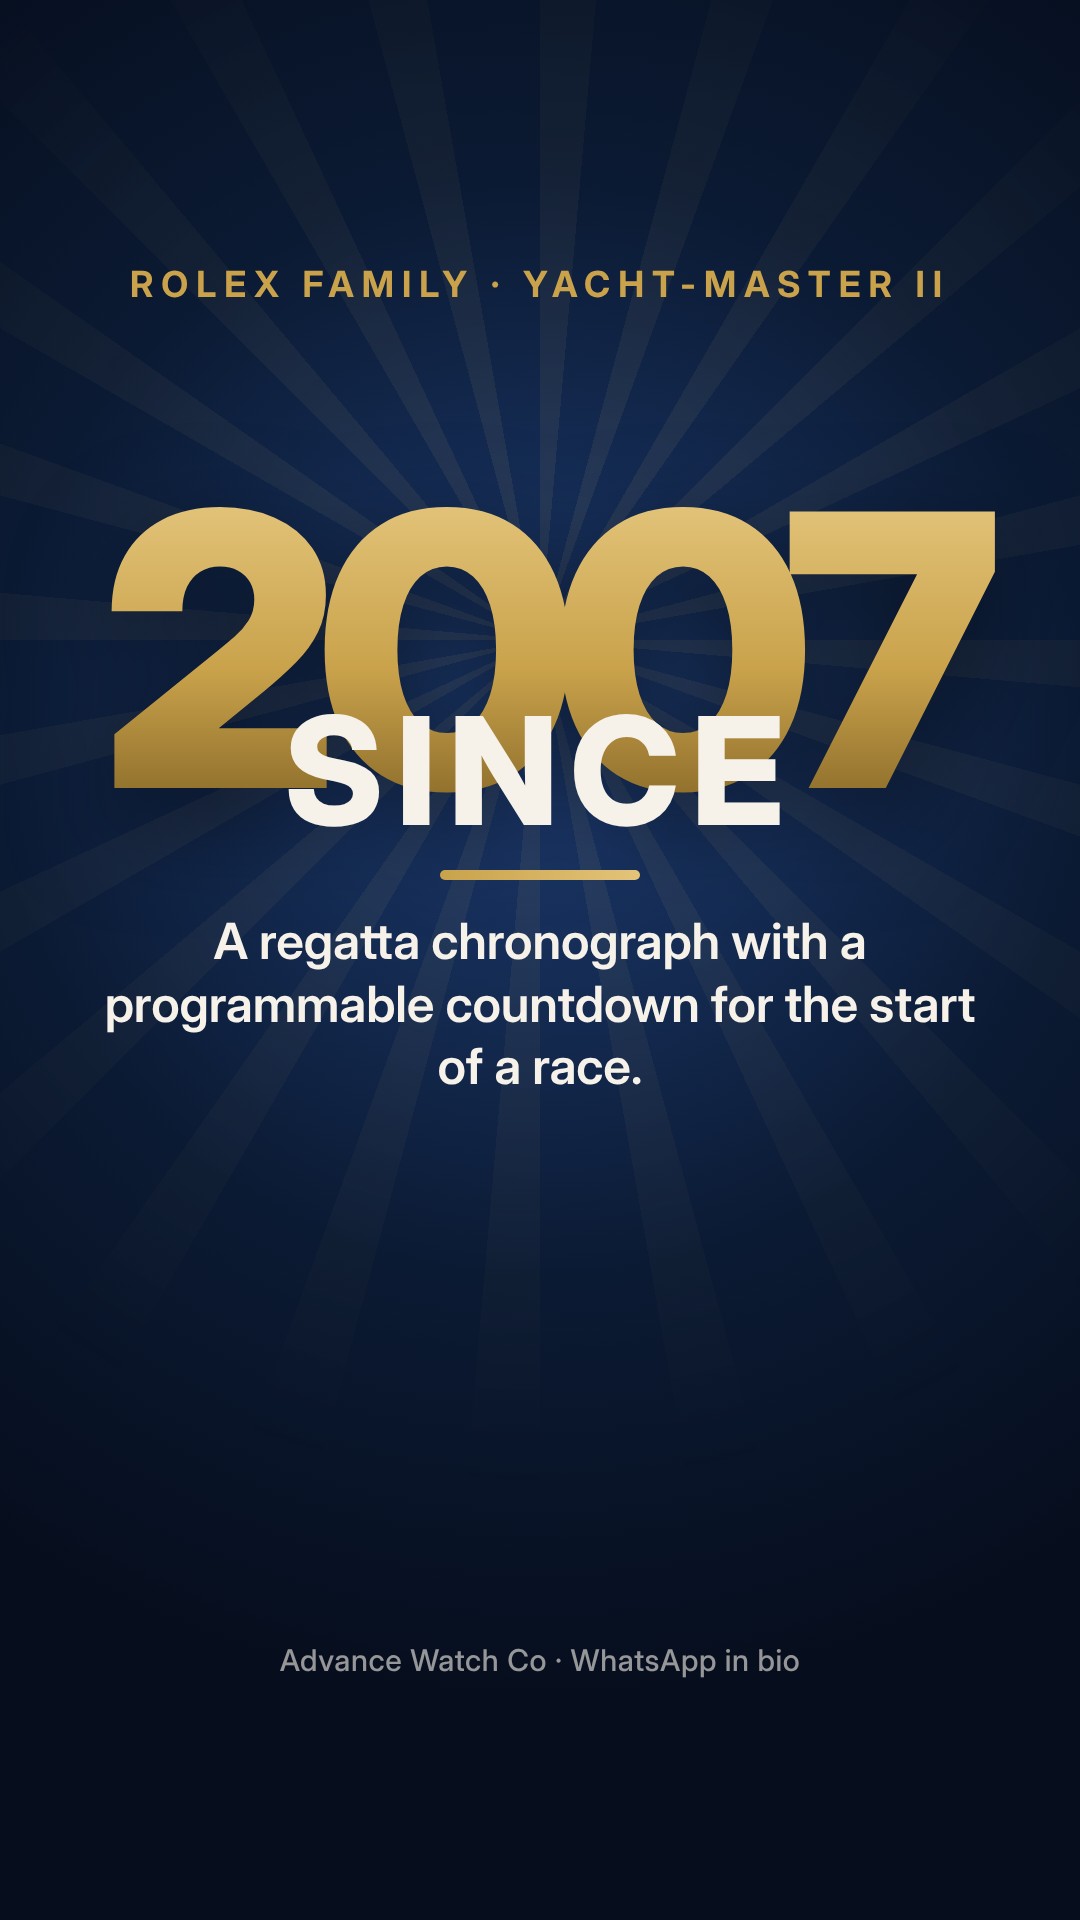 ROLEX FAMILY · YACHT-MASTER II
2007
SINCE
A regatta chronograph with a
programmable countdown for the start
of a race.
Advance Watch Co · WhatsApp in bio